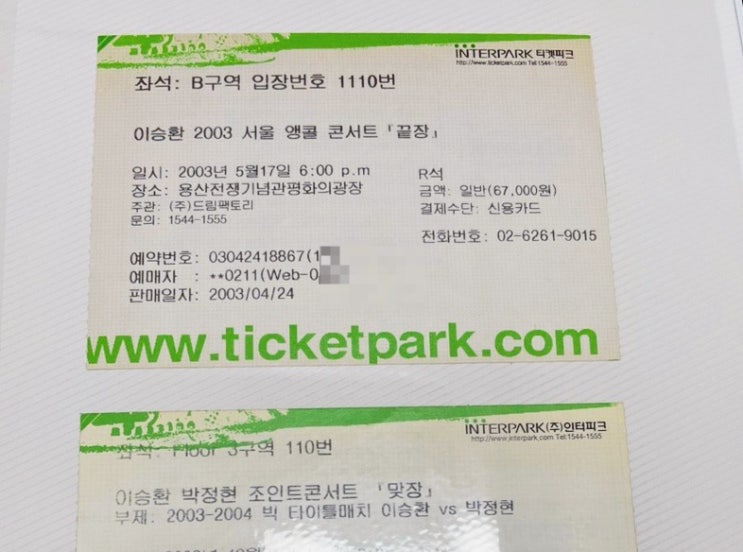 INTERPARK 티켓파크
http://www.ticketpark.com Tel:1544-1555
좌석: B구역 입장번호 1110번
이승환 2003 서울 앵콜 콘서트「끝장」
일시: 2003년 5월17일 6:00 p.m
R석
장소: 용산전쟁기념관평화의광장
금액: 일반(67,000원)
주관: (주)드림팩토리
결제수단: 신용카드
문의: 1544-1555
전화번호: 02-6261-9015
예약번호: 03042418867(1
예매자 : **0211(Web-0
판매일자: 2003/04/24
www.ticketpark.com
INTERPARK(주)인터파크
http://www.interpark.com Tel:1544-1555
좌석: Floor 3구역 110번
이승환 박정현 조인트콘서트 「맞장」
부제: 2003-2004 빅 타이틀매치 이승환 vs 박정현